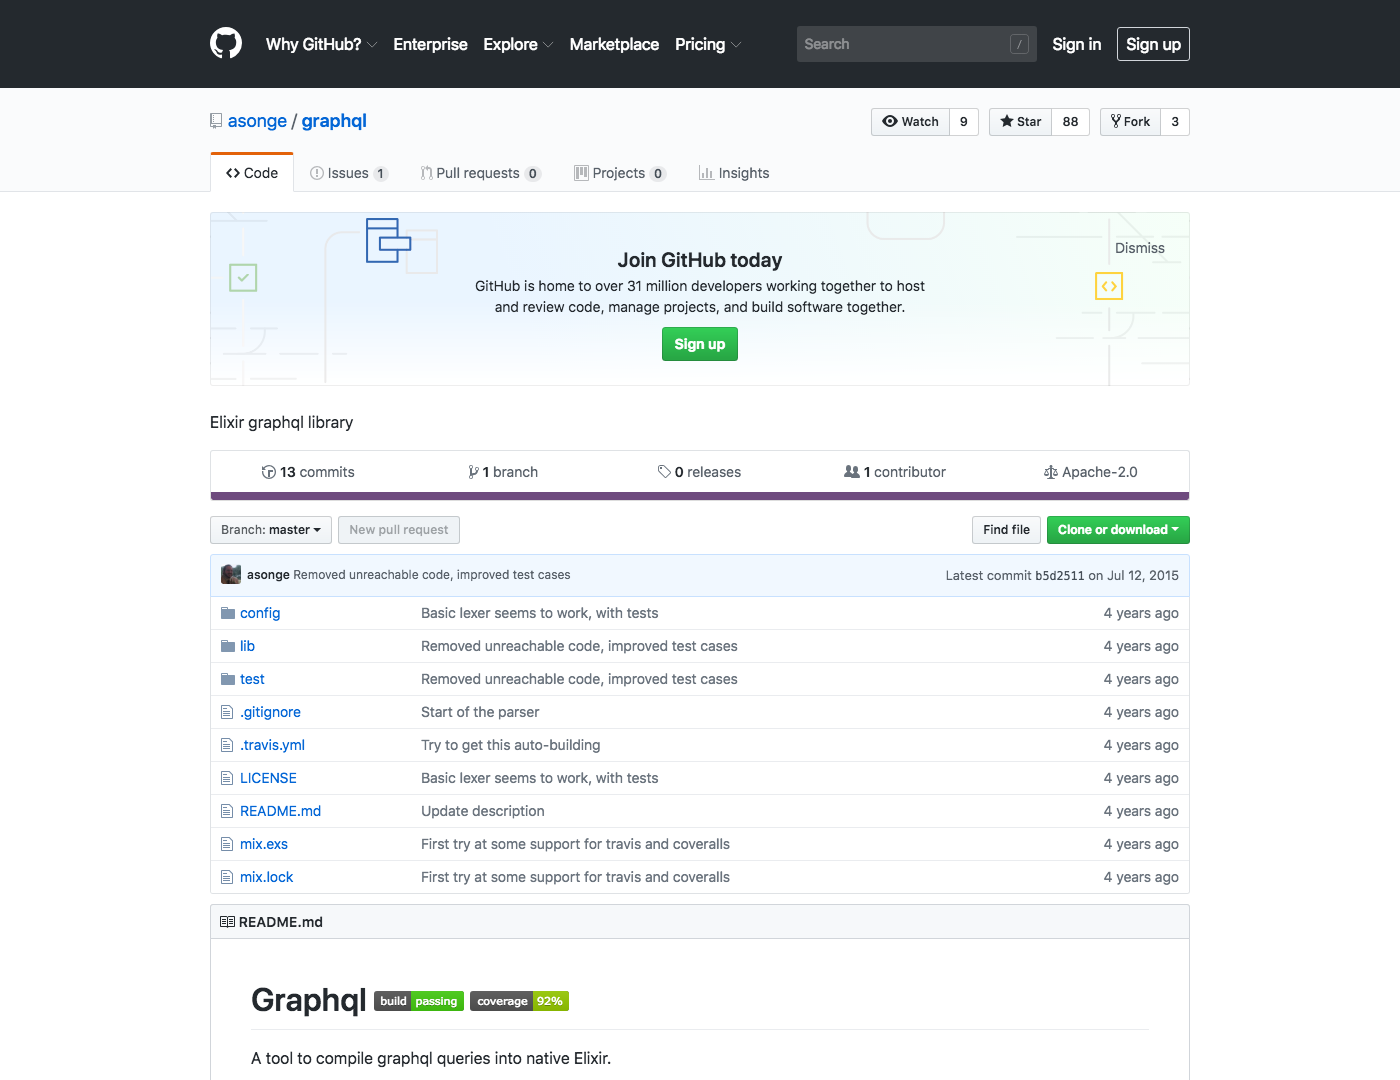 Why GitHub? Enterprise Explore Marketplace Pricing Search / Sign in Sign up
asonge / graphql Watch 9 Star 88 Fork 3
Code Issues 1 Pull requests 0 Projects 0 Insights
Dismiss
Join GitHub today
GitHub is home to over 31 million developers working together to host
and review code, manage projects, and build software together.
Sign up
Elixir graphql library
13 commits 1 branch 0 releases 1 contributor Apache-2.0
Branch: master New pull request Find file Clone or download
asonge Removed unreachable code, improved test cases Latest commit b5d2511 on Jul 12, 2015
config Basic lexer seems to work, with tests 4 years ago
lib Removed unreachable code, improved test cases 4 years ago
test Removed unreachable code, improved test cases 4 years ago
.gitignore Start of the parser 4 years ago
.travis.yml Try to get this auto-building 4 years ago
LICENSE Basic lexer seems to work, with tests 4 years ago
README.md Update description 4 years ago
mix.exs First try at some support for travis and coveralls 4 years ago
mix.lock First try at some support for travis and coveralls 4 years ago
README.md
Graphql build passing coverage 92%
A tool to compile graphql queries into native Elixir.